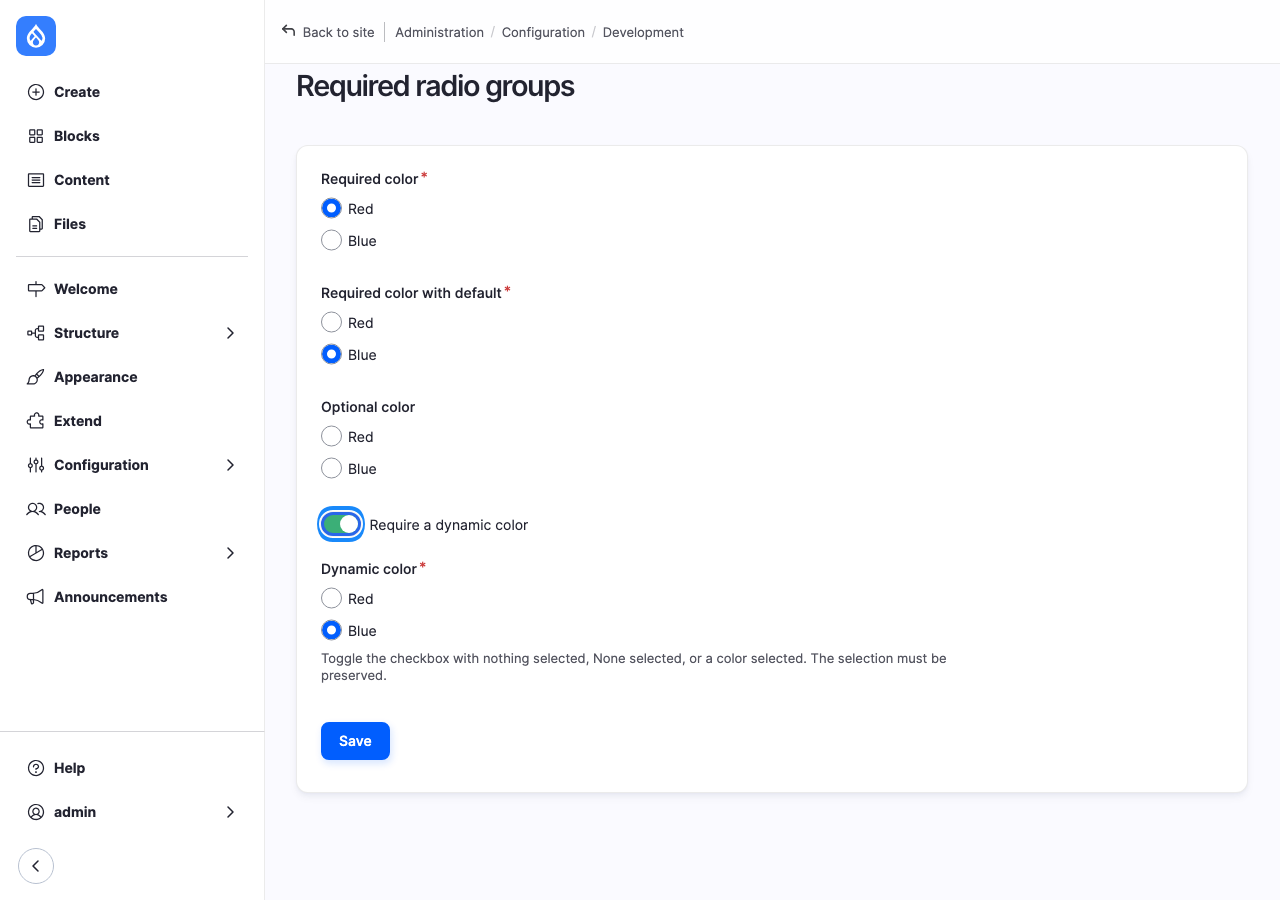 Create
Blocks
Content
Files
Welcome
Structure
Appearance
Extend
Configuration
People
Reports
Announcements
Help
admin
Back to site
Administration / Configuration / Development
Required radio groups
Required color*
Red
Blue
Required color with default*
Red
Blue
Optional color
Red
Blue
Require a dynamic color
Dynamic color*
Red
Blue
Toggle the checkbox with nothing selected, None selected, or a color selected. The selection must be
preserved.
Save